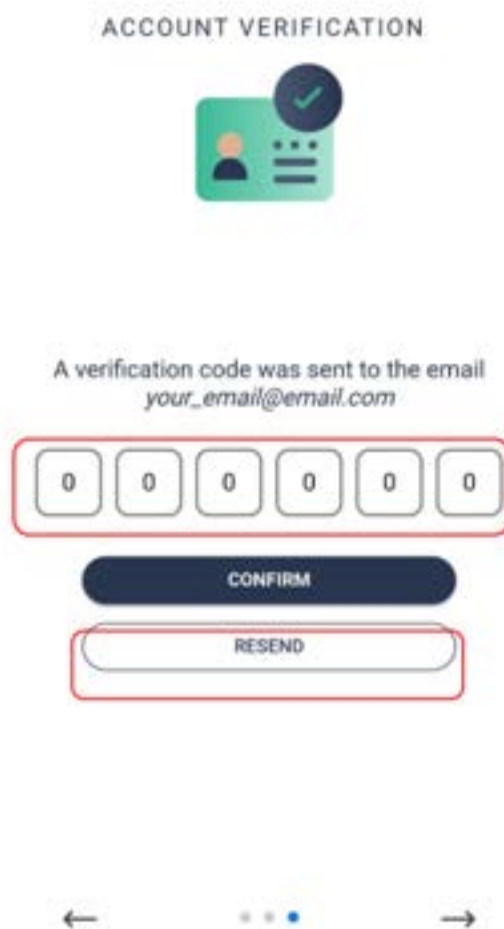 ACCOUNT VERIFICATION
A verification code was sent to the email
your_email@email.com
0 0 0 0 0 0
CONFIRM
RESEND